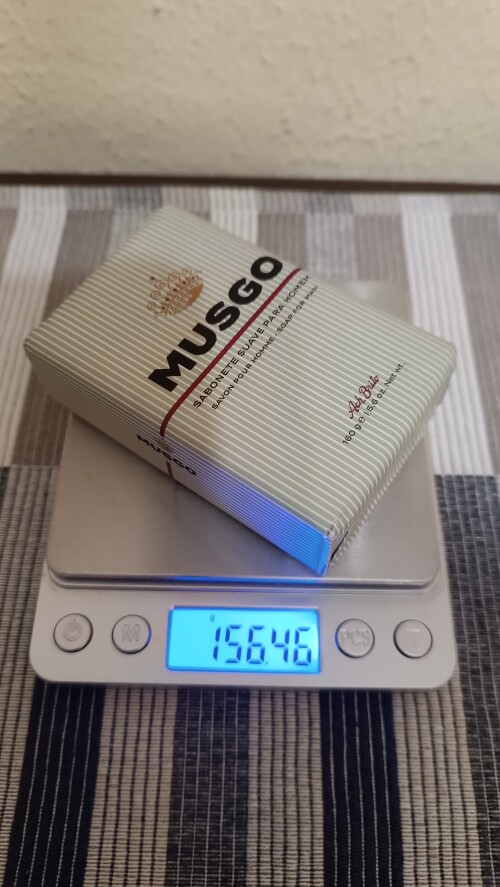 MUSGO
SABONETE SUAVE PARA HOMEM
SAVON POUR HOMME · SOAP FOR MAN
Ach Brito
160 g e | 5,6 oz. Net wt.
MUSGO
g
156.46
M
PCS
T